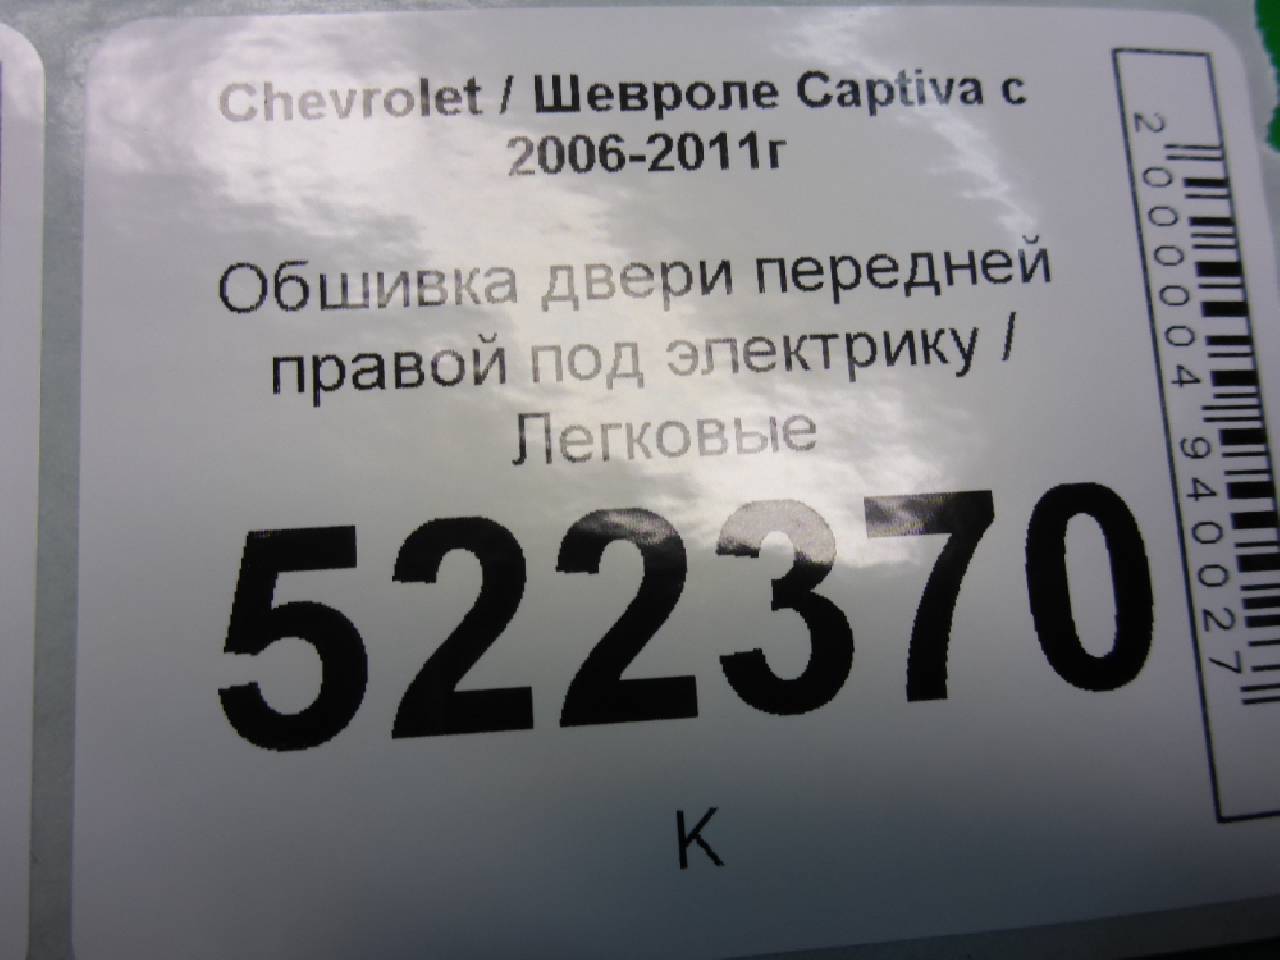 Chevrolet / Шевроле Captiva с
2006-2011г
Обшивка двери передней
правой под электрику /
Легковые
522370
К
2000004940027